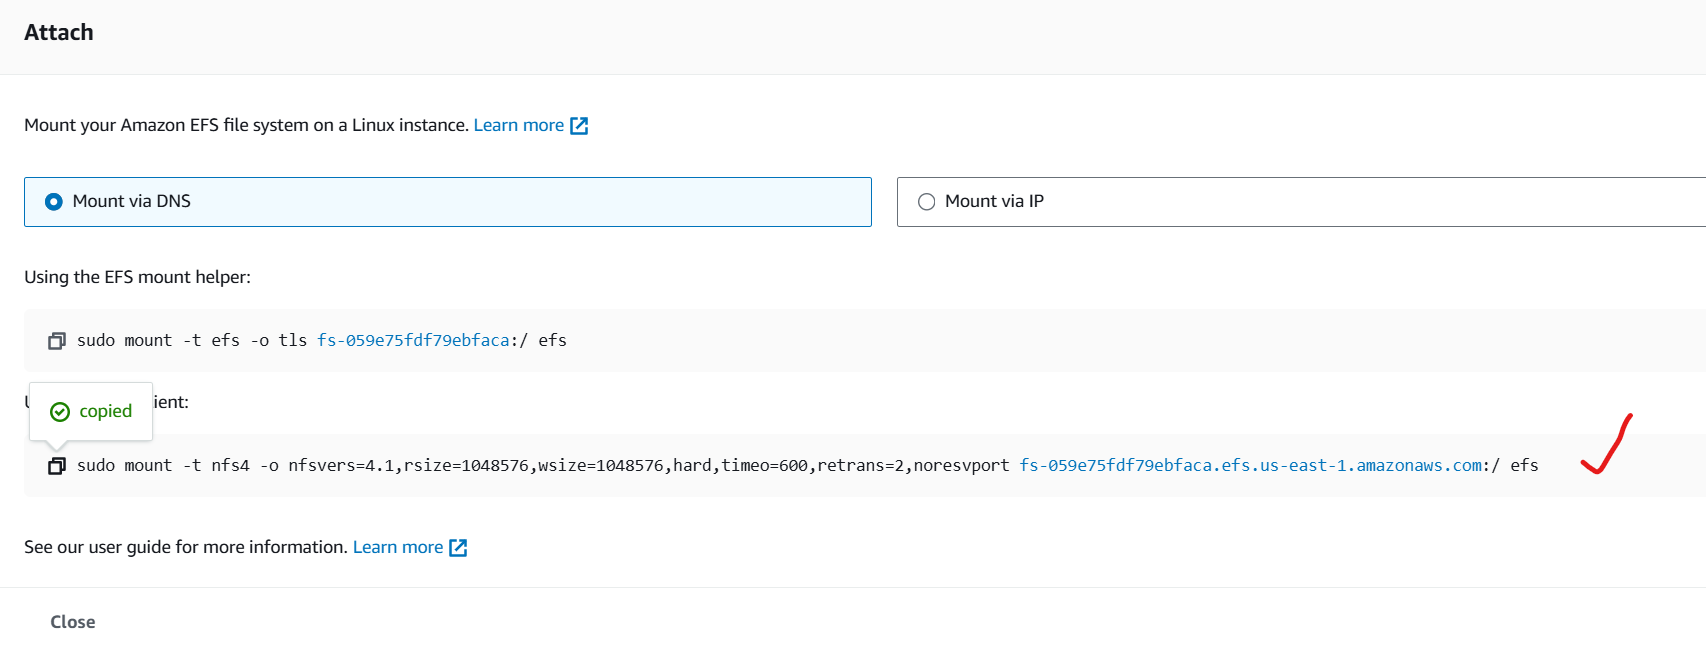 Attach
Mount your Amazon EFS file system on a Linux instance. Learn more
Mount via DNS
Mount via IP
Using the EFS mount helper:
sudo mount -t efs -o tls fs-059e75fdf79ebfaca:/ efs
copied
ient:
sudo mount -t nfs4 -o nfsvers=4.1,rsize=1048576,wsize=1048576,hard,timeo=600,retrans=2,noresvport fs-059e75fdf79ebfaca.efs.us-east-1.amazonaws.com:/ efs
See our user guide for more information. Learn more
Close